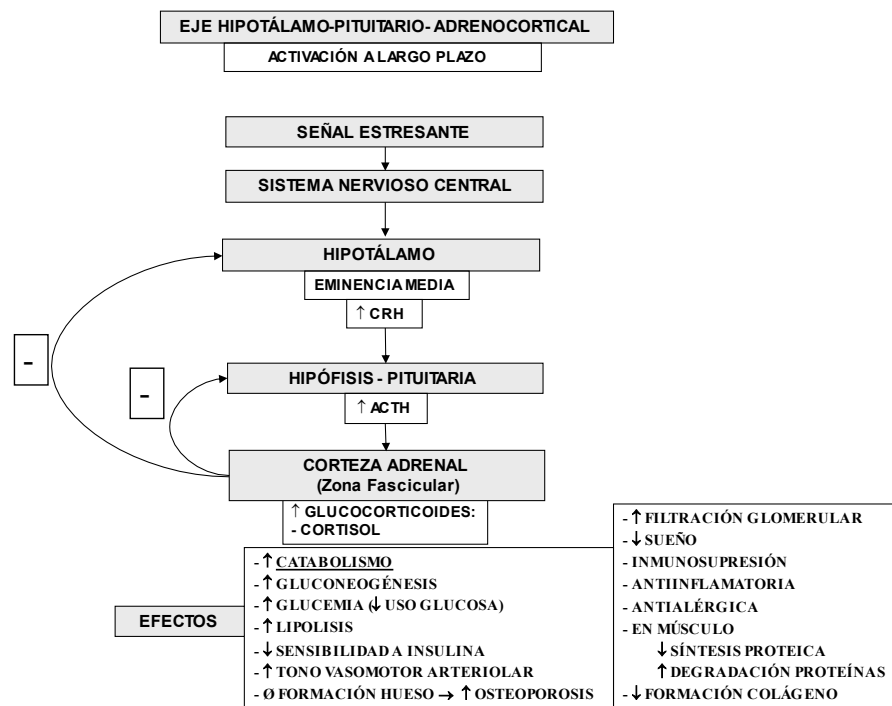 EJE HIPOTÁLAMO-PITUITARIO- ADRENOCORTICAL
ACTIVACIÓN A LARGO PLAZO
SEÑAL ESTRESANTE
SISTEMA NERVIOSO CENTRAL
HIPOTÁLAMO
EMINENCIA MEDIA
↑ CRH
-
-
HIPÓFISIS - PITUITARIA
↑ ACTH
CORTEZA ADRENAL
(Zona Fascicular)
↑ GLUCOCORTICOIDES:
- CORTISOL
EFECTOS
- ↑ CATABOLISMO
- ↑ GLUCONEOGÉNESIS
- ↑ GLUCEMIA (↓ USO GLUCOSA)
- ↑ LIPOLISIS
- ↓ SENSIBILIDAD A INSULINA
- ↑ TONO VASOMOTOR ARTERIOLAR
- Ø FORMACIÓN HUESO → ↑ OSTEOPOROSIS
- ↑ FILTRACIÓN GLOMERULAR
- ↓ SUEÑO
- INMUNOSUPRESIÓN
- ANTIINFLAMATORIA
- ANTIALÉRGICA
- EN MÚSCULO
↓ SÍNTESIS PROTEICA
↑ DEGRADACIÓN PROTEÍNAS
- ↓ FORMACIÓN COLÁGENO